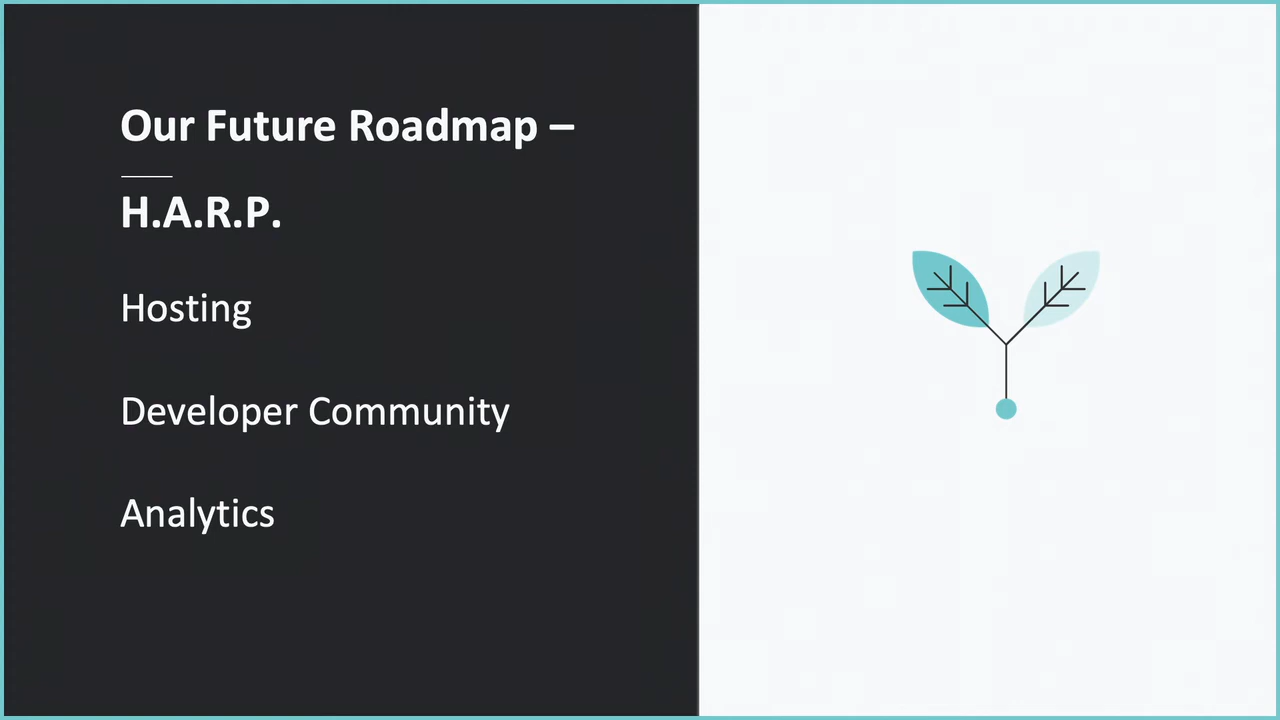 Our Future Roadmap –
H.A.R.P.
Hosting
Developer Community
Analytics